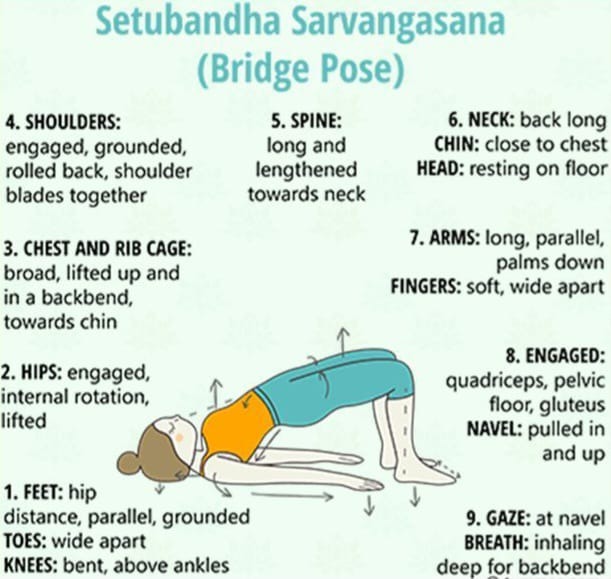 Setubandha Sarvangasana
(Bridge Pose)
4. SHOULDERS:
engaged, grounded,
rolled back, shoulder
blades together
5. SPINE:
long and
lengthened
towards neck
6. NECK: back long
CHIN: close to chest
HEAD: resting on floor
3. CHEST AND RIB CAGE:
broad, lifted up and
in a backbend,
towards chin
7. ARMS: long, parallel,
palms down
FINGERS: soft, wide apart
2. HIPS: engaged,
internal rotation,
lifted
8. ENGAGED:
quadriceps, pelvic
floor, gluteus
NAVEL: pulled in
and up
1. FEET: hip
distance, parallel, grounded
TOES: wide apart
KNEES: bent, above ankles
9. GAZE: at navel
BREATH: inhaling
deep for backbend